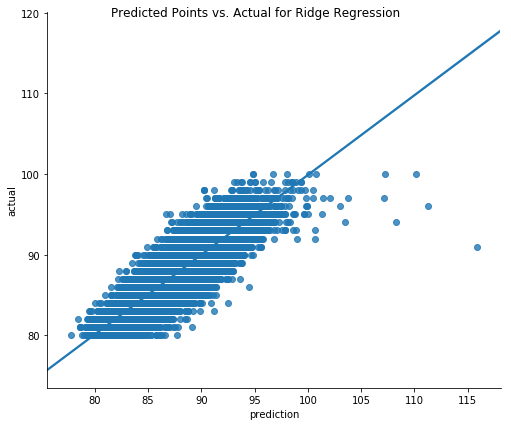 Predicted Points vs. Actual for Ridge Regression
120
110
100
90
80
actual
80 85 90 95 100 105 110 115
prediction